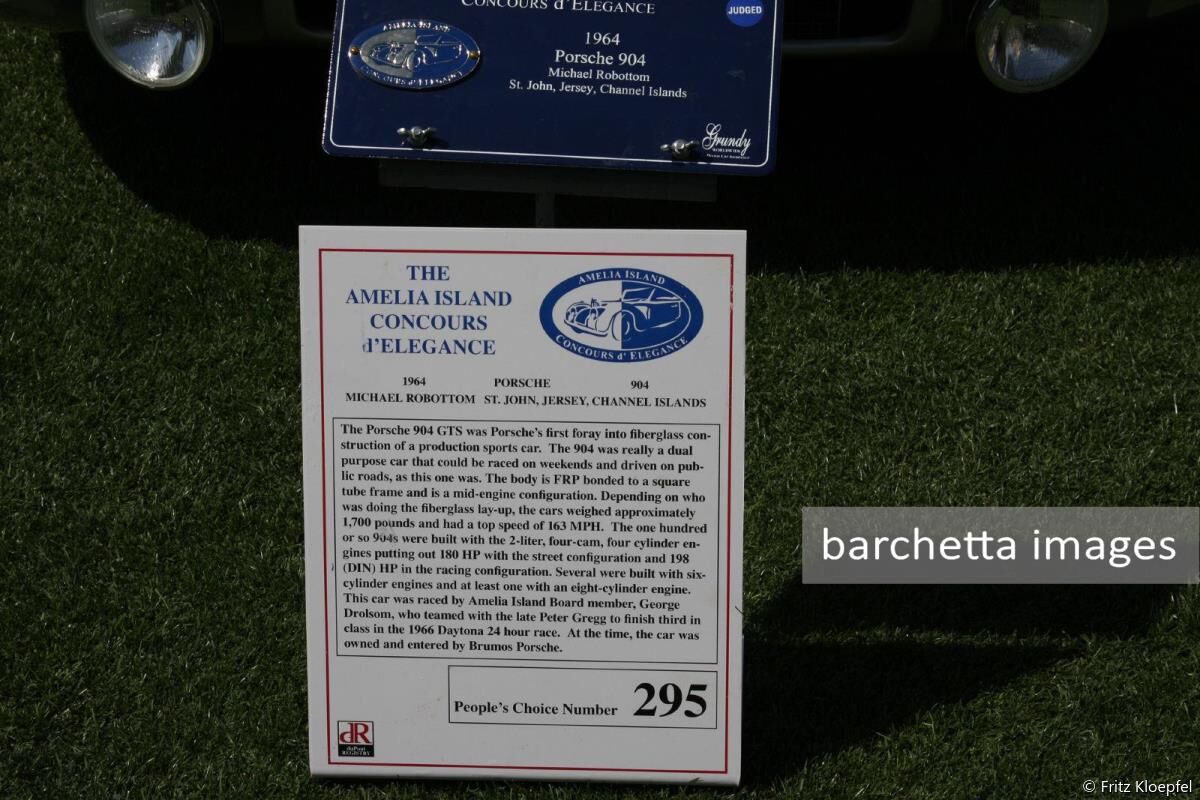 CONCOURS d'ELEGANCE
JUDGED
AMELIA ISLAND
CONCOURS d'ELEGANCE
1964
Porsche 904
Michael Robottom
St. John, Jersey, Channel Islands
Grundy
WORLDWIDE
THE
AMELIA ISLAND
CONCOURS
d'ELEGANCE
AMELIA ISLAND
CONCOURS d' ELEGANCE
1964 PORSCHE 904
MICHAEL ROBOTTOM ST. JOHN, JERSEY, CHANNEL ISLANDS
The Porsche 904 GTS was Porsche's first foray into fiberglass con-
struction of a production sports car. The 904 was really a dual
purpose car that could be raced on weekends and driven on pub-
lic roads, as this one was. The body is FRP bonded to a square
tube frame and is a mid-engine configuration. Depending on who
was doing the fiberglass lay-up, the cars weighed approximately
1,700 pounds and had a top speed of 163 MPH. The one hundred
or so 904s were built with the 2-liter, four-cam, four cylinder en-
gines putting out 180 HP with the street configuration and 198
(DIN) HP in the racing configuration. Several were built with six-
cylinder engines and at least one with an eight-cylinder engine.
This car was raced by Amelia Island Board member, George
Drolsom, who teamed with the late Peter Gregg to finish third in
class in the 1966 Daytona 24 hour race. At the time, the car was
owned and entered by Brumos Porsche.
People's Choice Number 295
dR
duPont
REGISTRY
barchetta images
© Fritz Kloepfel